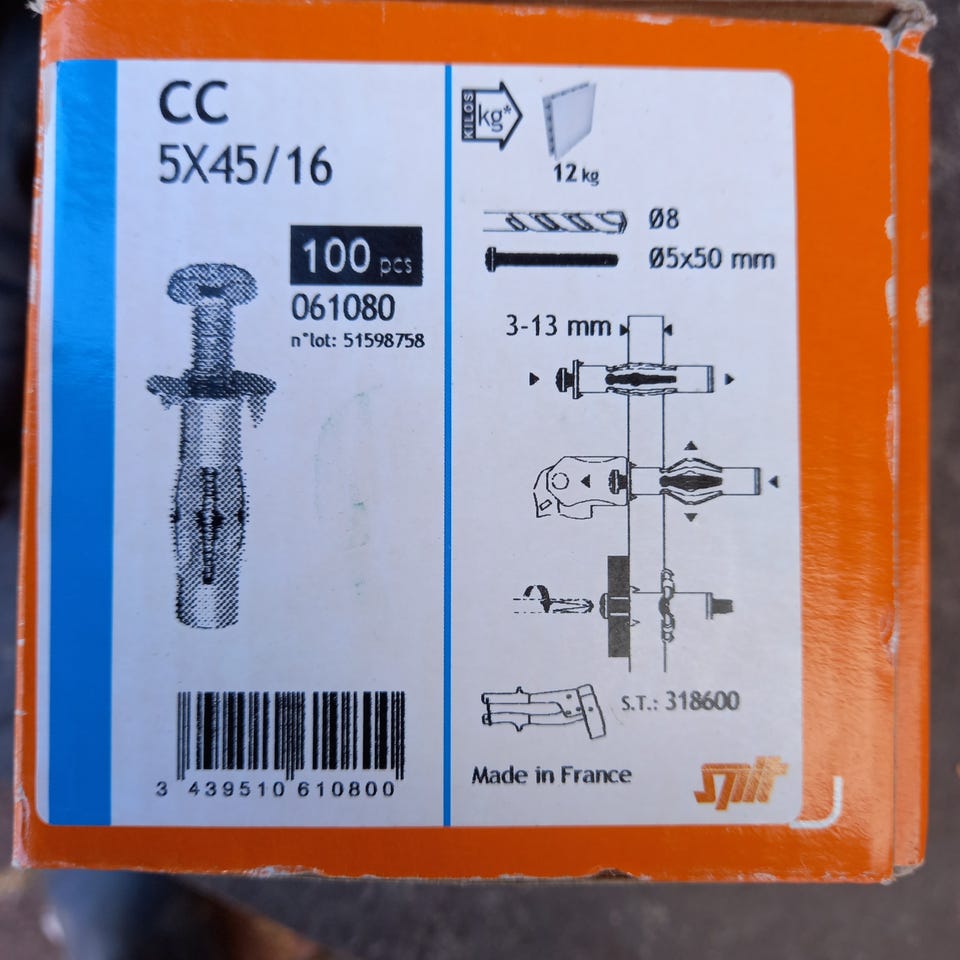 CC
5X45/16
100 pcs
061080
n°lot: 51598758
3 439510 610800
KILOS
kg*
12 kg
Ø8
Ø5x50 mm
3-13 mm
S.T.: 318600
Made in France
spit